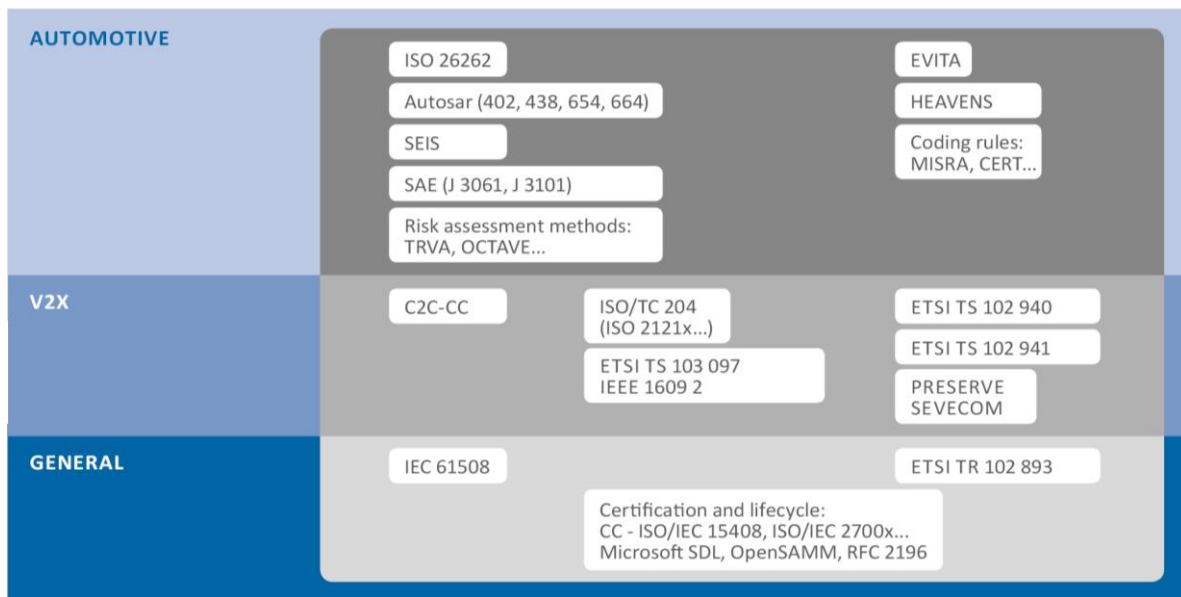 AUTOMOTIVE
ISO 26262
Autosar (402, 438, 654, 664)
SEIS
SAE (J 3061, J 3101)
Risk assessment methods:
TRVA, OCTAVE...
EVITA
HEAVENS
Coding rules:
MISRA, CERT...
V2X
C2C-CC
ISO/TC 204
(ISO 2121x...)
ETSI TS 103 097
IEEE 1609 2
ETSI TS 102 940
ETSI TS 102 941
PRESERVE
SEVECOM
GENERAL
IEC 61508
ETSI TR 102 893
Certification and lifecycle:
CC - ISO/IEC 15408, ISO/IEC 2700x...
Microsoft SDL, OpenSAMM, RFC 2196